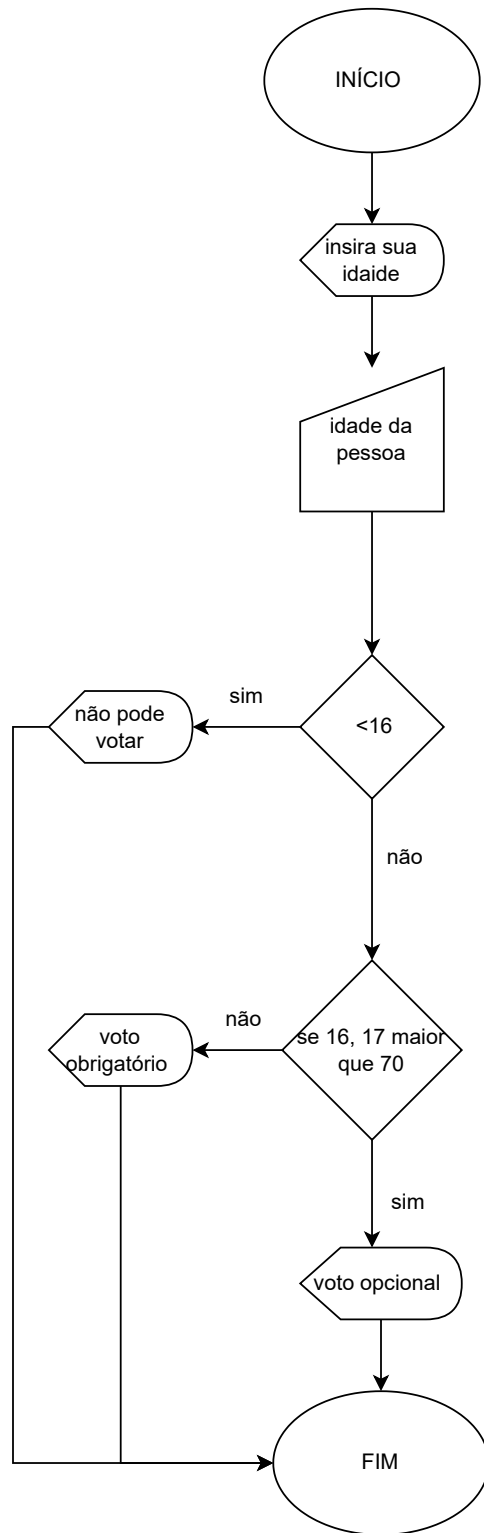 INÍCIO
insira sua
idaide
idade da
pessoa
<16
sim
não pode
votar
não
se 16, 17 maior
que 70
não
voto
obrigatório
sim
voto opcional
FIM